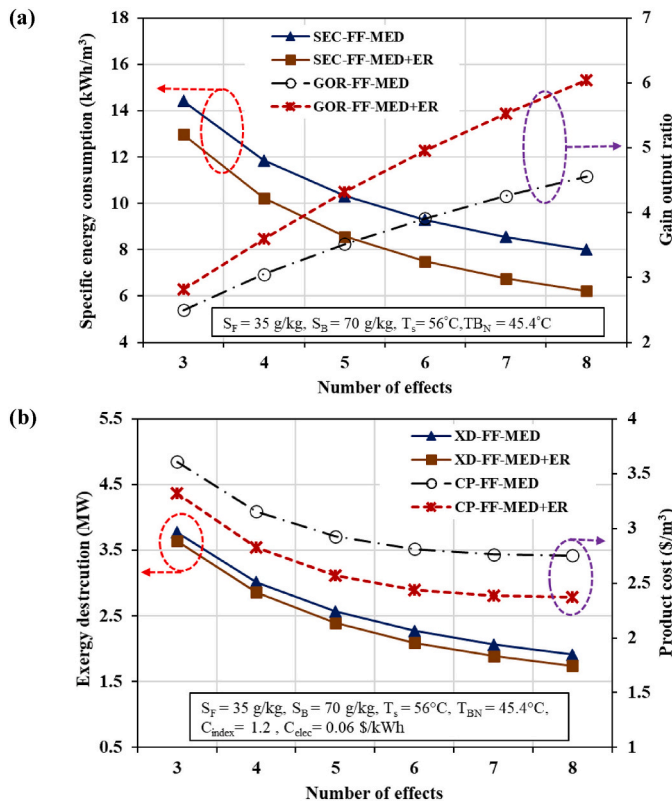 (a)
Specific energy consumption (kWh/m³)
18
16
14
12
10
8
6
4
SEC-FF-MED
SEC-FF-MED+ER
GOR-FF-MED
GOR-FF-MED+ER
7
6
5
4
3
2
Gain output ratio
S_F = 35 g/kg, S_B = 70 g/kg, T_s= 56°C,TB_N = 45.4°C
3 4 5 6 7 8
Number of effects
(b)
Exergy destrcution (MW)
5.5
4.5
3.5
2.5
1.5
0.5
XD-FF-MED
XD-FF-MED+ER
CP-FF-MED
CP-FF-MED+ER
4
3.5
3
2.5
2
1.5
1
Product cost ($/m³)
S_F = 35 g/kg, S_B = 70 g/kg, T_s = 56°C, T_BN = 45.4°C,
C_index= 1.2 , C_elec= 0.06 $/kWh
3 4 5 6 7 8
Number of effects